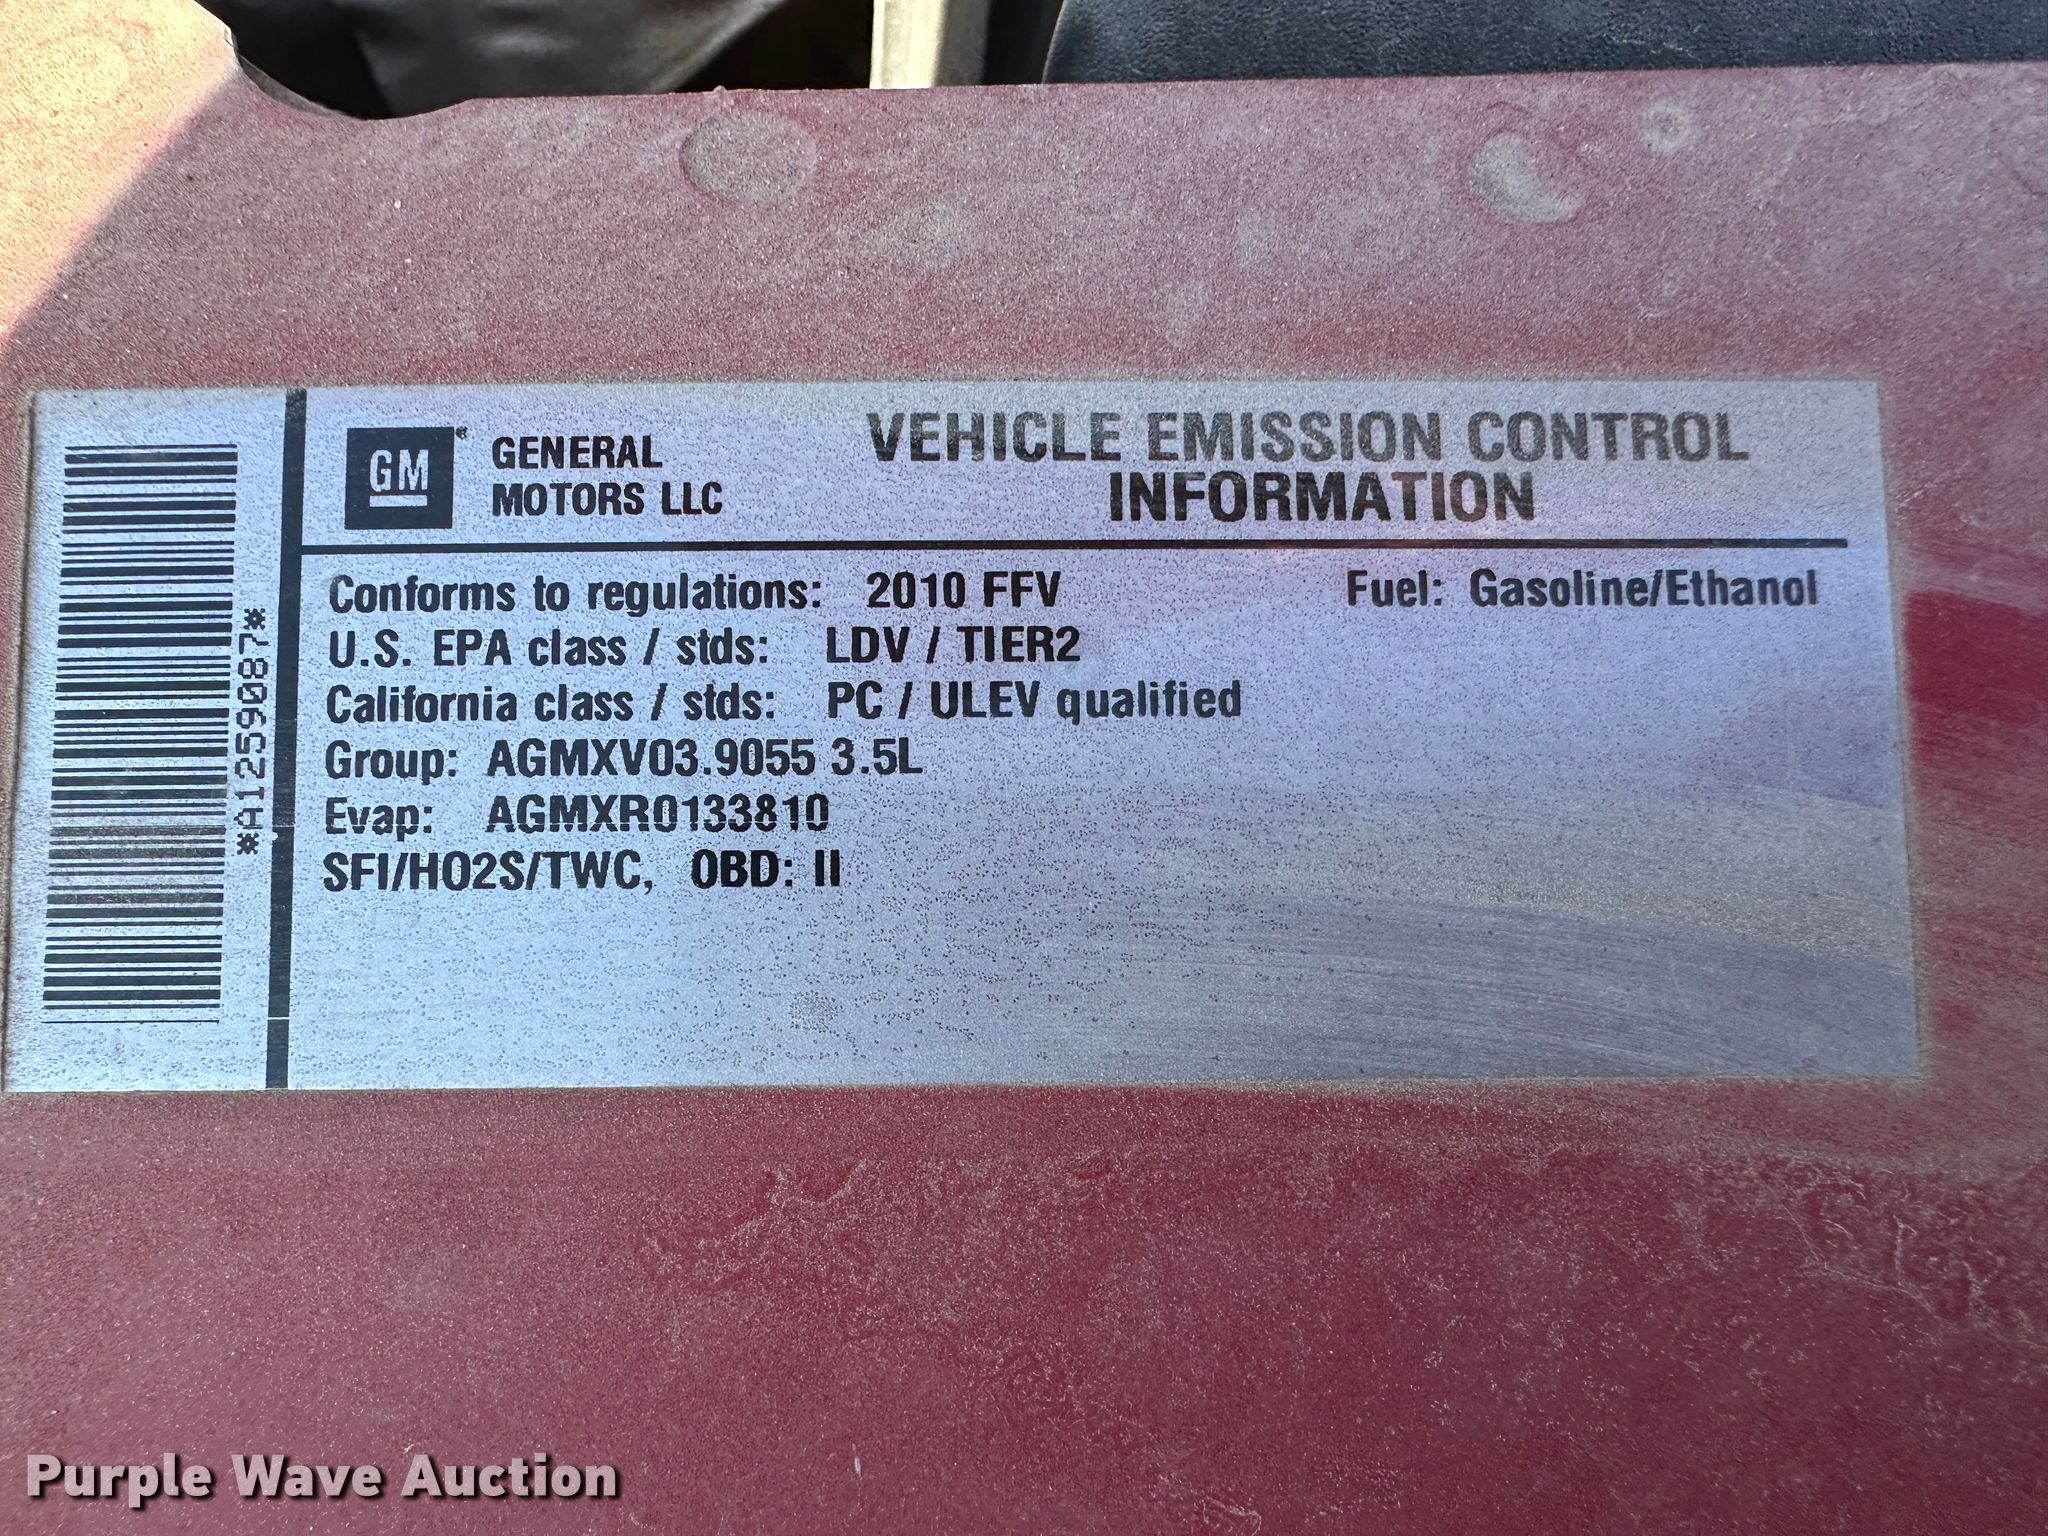 GM
GENERAL
MOTORS LLC
VEHICLE EMISSION CONTROL
INFORMATION
Conforms to regulations: 2010 FFV Fuel: Gasoline/Ethanol
U.S. EPA class / stds: LDV / TIER2
California class / stds: PC / ULEV qualified
Group: AGMXV03.9055 3.5L
Evap: AGMXR0133810
SFI/HO2S/TWC, OBD: II
*A1259087*
Purple Wave Auction